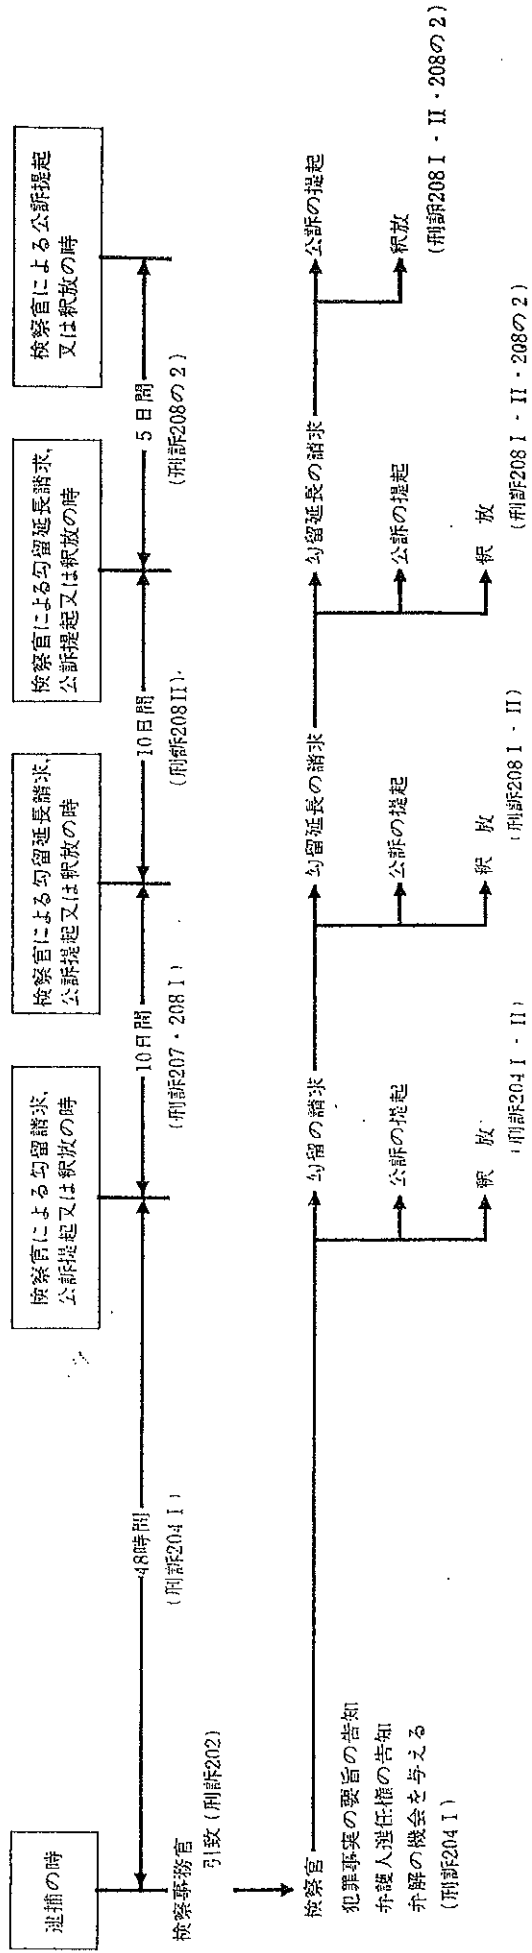 逮捕の時
検察官による勾留請求,
公訴提起又は釈放の時
検察官による勾留延長請求,
公訴提起又は釈放の時
検察官による勾留延長請求,
公訴提起又は釈放の時
検察官による公訴提起
又は釈放の時
48時間
(刑訴204Ⅰ)
10日間
(刑訴207・208Ⅰ)
10日間
(刑訴208Ⅱ)
5日間
(刑訴208の2)
検察事務官
引致(刑訴202)
検察官
犯罪事実の要旨の告知
弁護人選任権の告知
弁解の機会を与える
(刑訴204Ⅰ)
勾留の請求
公訴の提起
釈放
(刑訴204Ⅰ・Ⅱ)
勾留延長の請求
公訴の提起
釈放
(刑訴208Ⅰ・Ⅱ)
勾留延長の請求
公訴の提起
釈放
(刑訴208Ⅰ・Ⅱ・208の2)
公訴の提起
釈放
(刑訴208Ⅰ・Ⅱ・208の2)